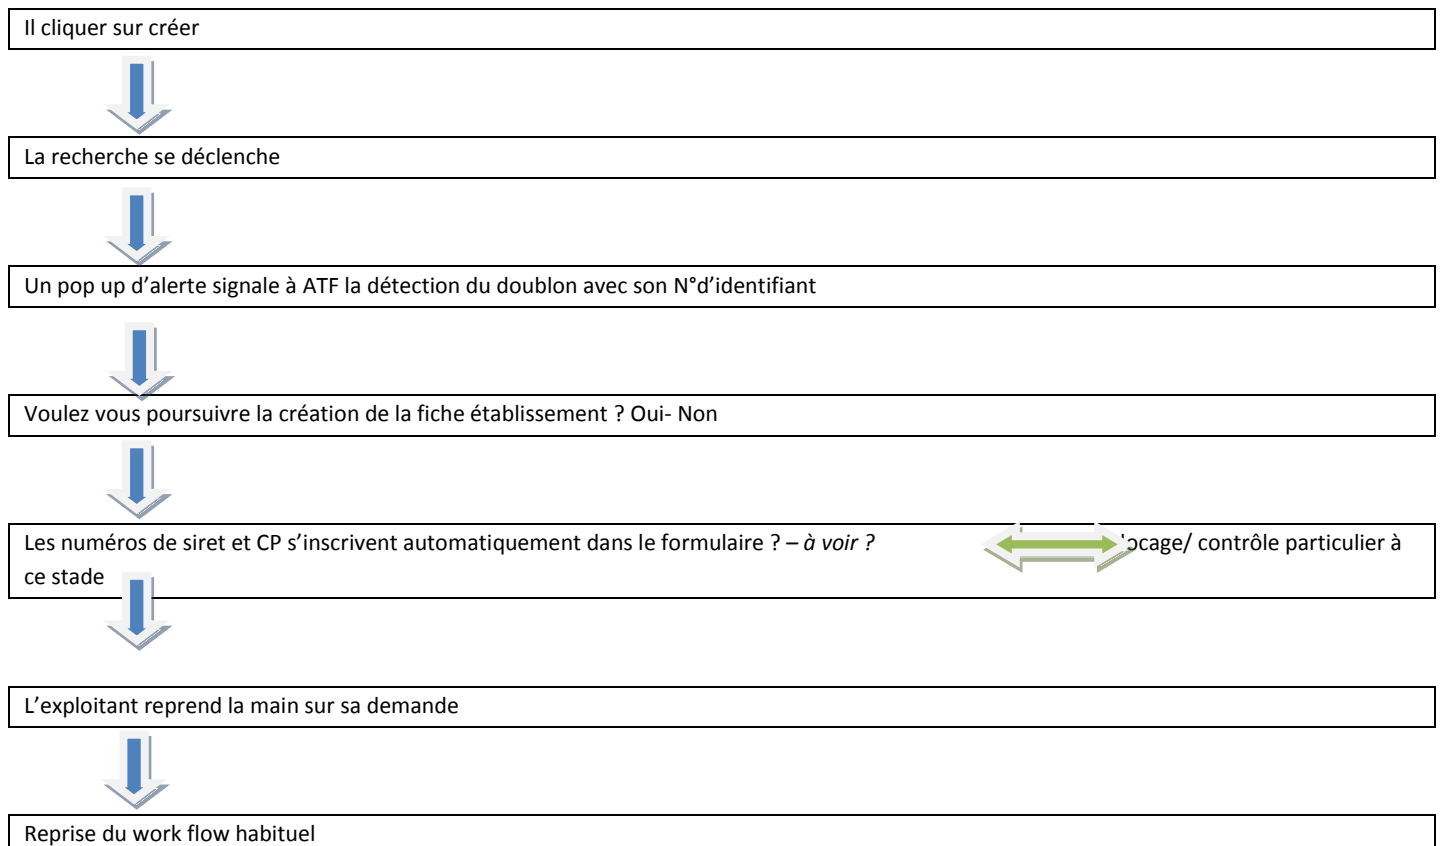 Il cliquer sur créer
La recherche se déclenche
Un pop up d’alerte signale à ATF la détection du doublon avec son N°d’identifiant
Voulez vous poursuivre la création de la fiche établissement ? Oui- Non
Les numéros de siret et CP s’inscrivent automatiquement dans le formulaire ? – à voir ? contrôle particulier à
ce stade
L’exploitant reprend la main sur sa demande
Reprise du work flow habituel